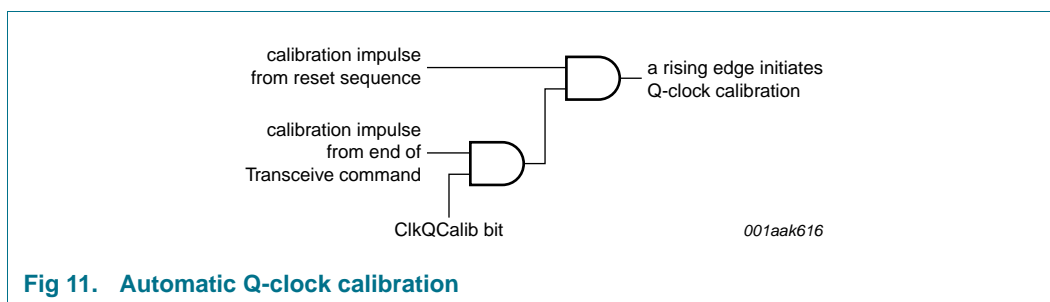 calibration impulse
from reset sequence
a rising edge initiates
Q-clock calibration
calibration impulse
from end of
Transceive command
ClkQCalib bit
001aak616
Fig 11. Automatic Q-clock calibration